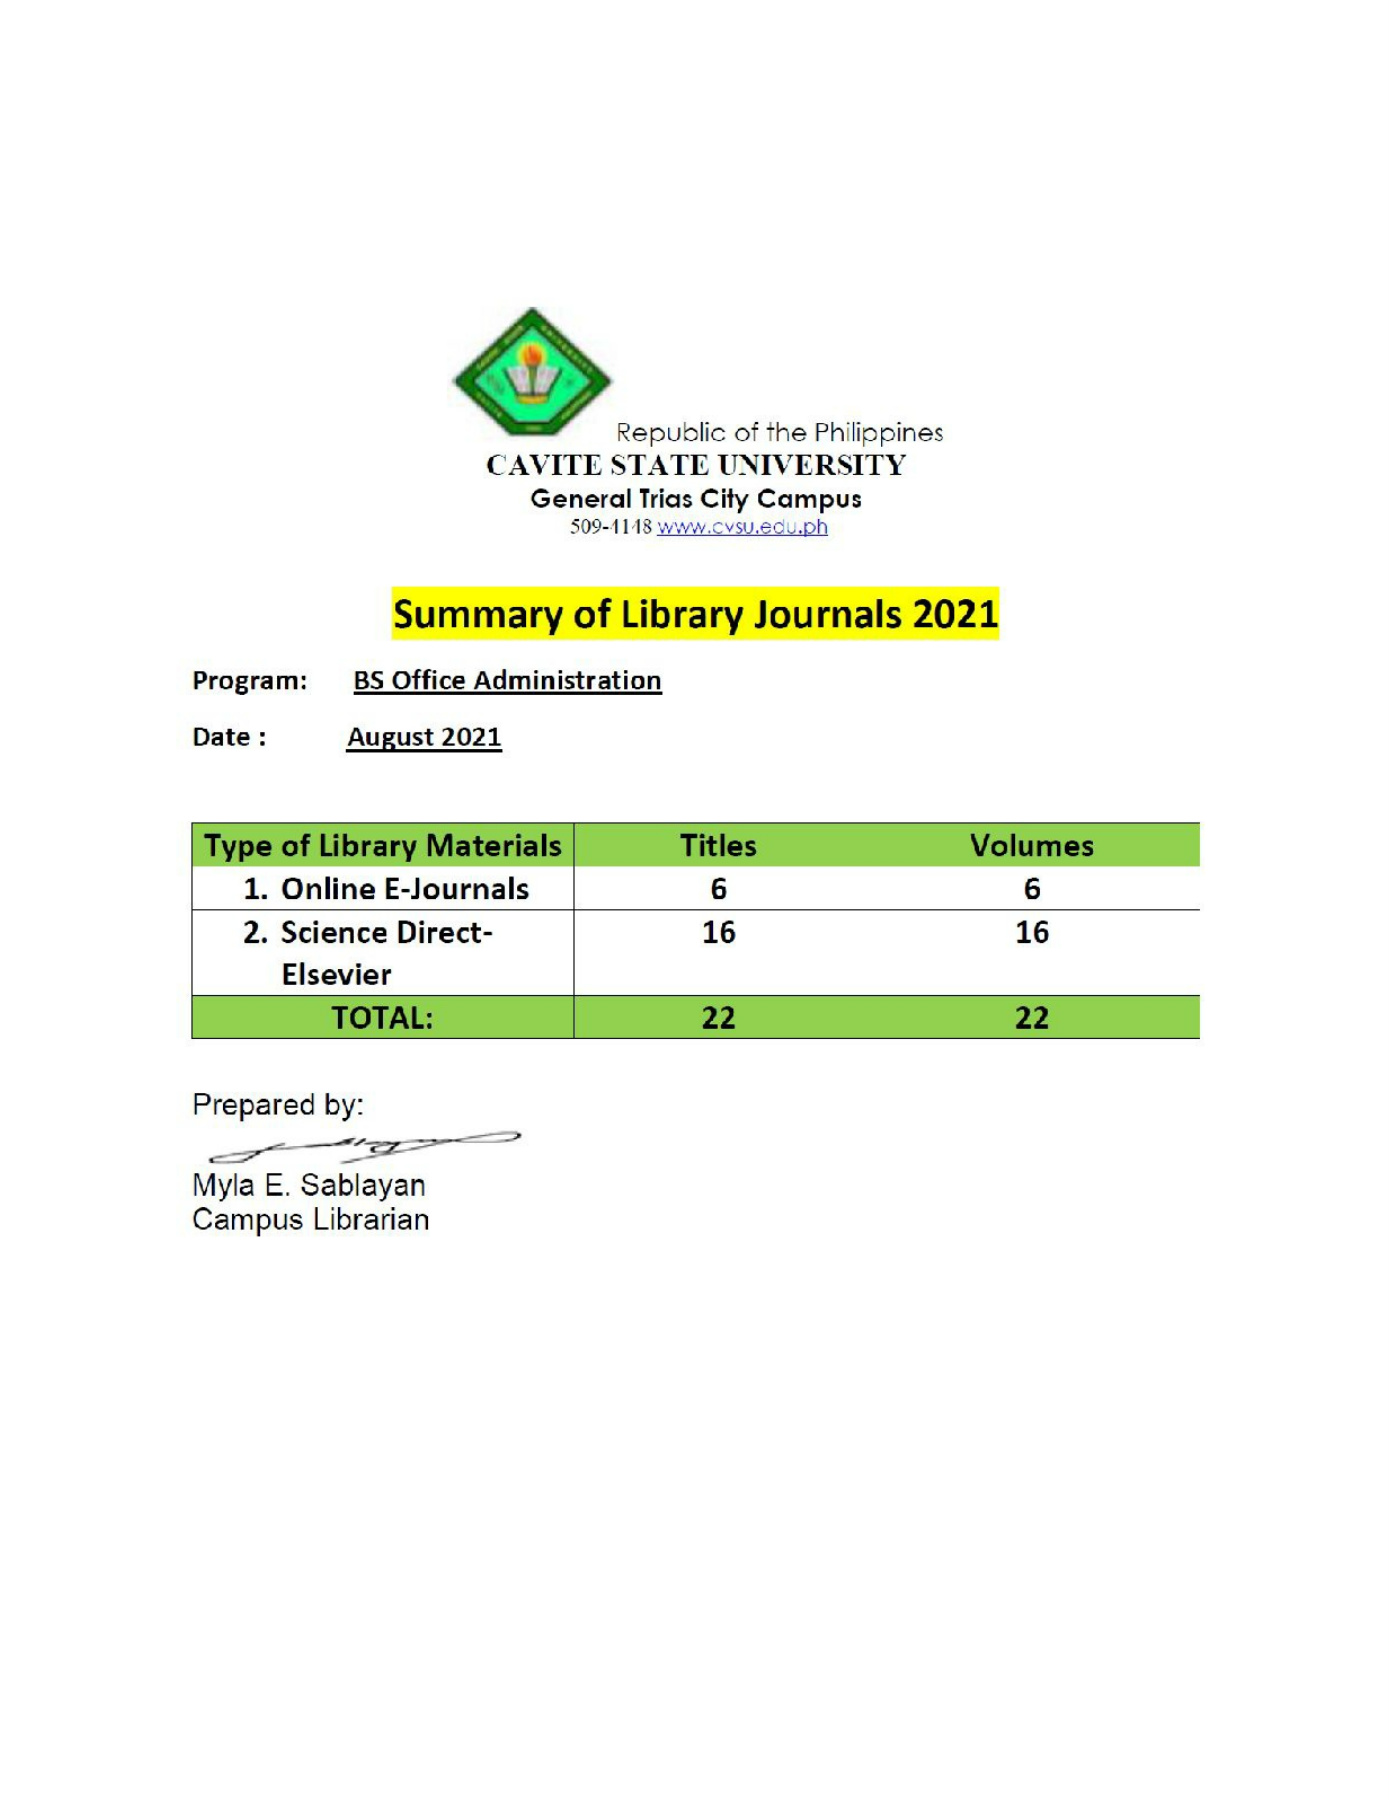 Republic of the Philippines
CAVITE STATE UNIVERSITY
General Trias City Campus
509-4148 www.cvsu.edu.ph
Summary of Library Journals 2021
Program: BS Office Administration
Date : August 2021
Type of Library Materials Titles Volumes
1. Online E-Journals 6 6
2. Science Direct- 16 16
Elsevier
TOTAL: 22 22
Prepared by:
Myla E. Sablayan
Campus Librarian